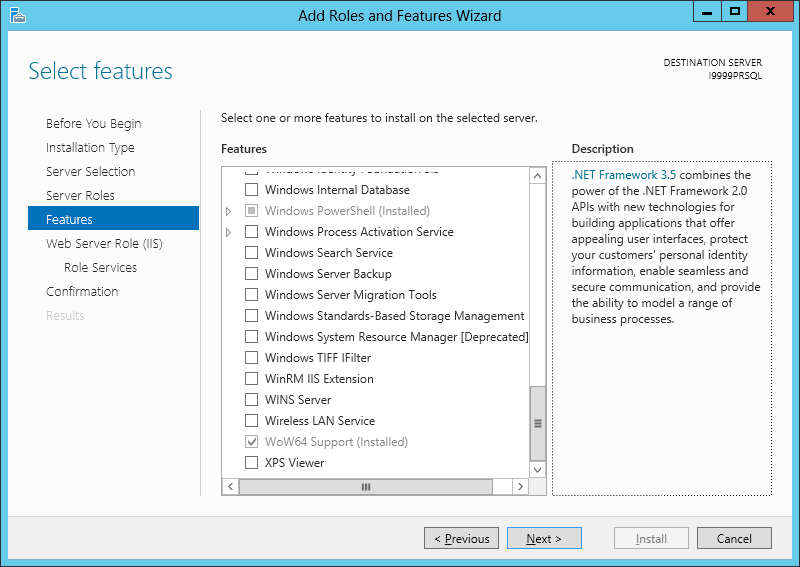 Add Roles and Features Wizard
Select features
DESTINATION SERVER
I9999PRSQL
Before You Begin
Installation Type
Server Selection
Server Roles
Features
Web Server Role (IIS)
Role Services
Confirmation
Results
Select one or more features to install on the selected server.
Features
Windows Internal Database
Windows PowerShell (Installed)
Windows Process Activation Service
Windows Search Service
Windows Server Backup
Windows Server Migration Tools
Windows Standards-Based Storage Management
Windows System Resource Manager [Deprecated]
Windows TIFF IFilter
WinRM IIS Extension
WINS Server
Wireless LAN Service
WoW64 Support (Installed)
XPS Viewer
Description
.NET Framework 3.5 combines the
power of the .NET Framework 2.0
APIs with new technologies for
building applications that offer
appealing user interfaces, protect
your customers' personal identity
information, enable seamless and
secure communication, and provide
the ability to model a range of
business processes.
< Previous
Next >
Install
Cancel